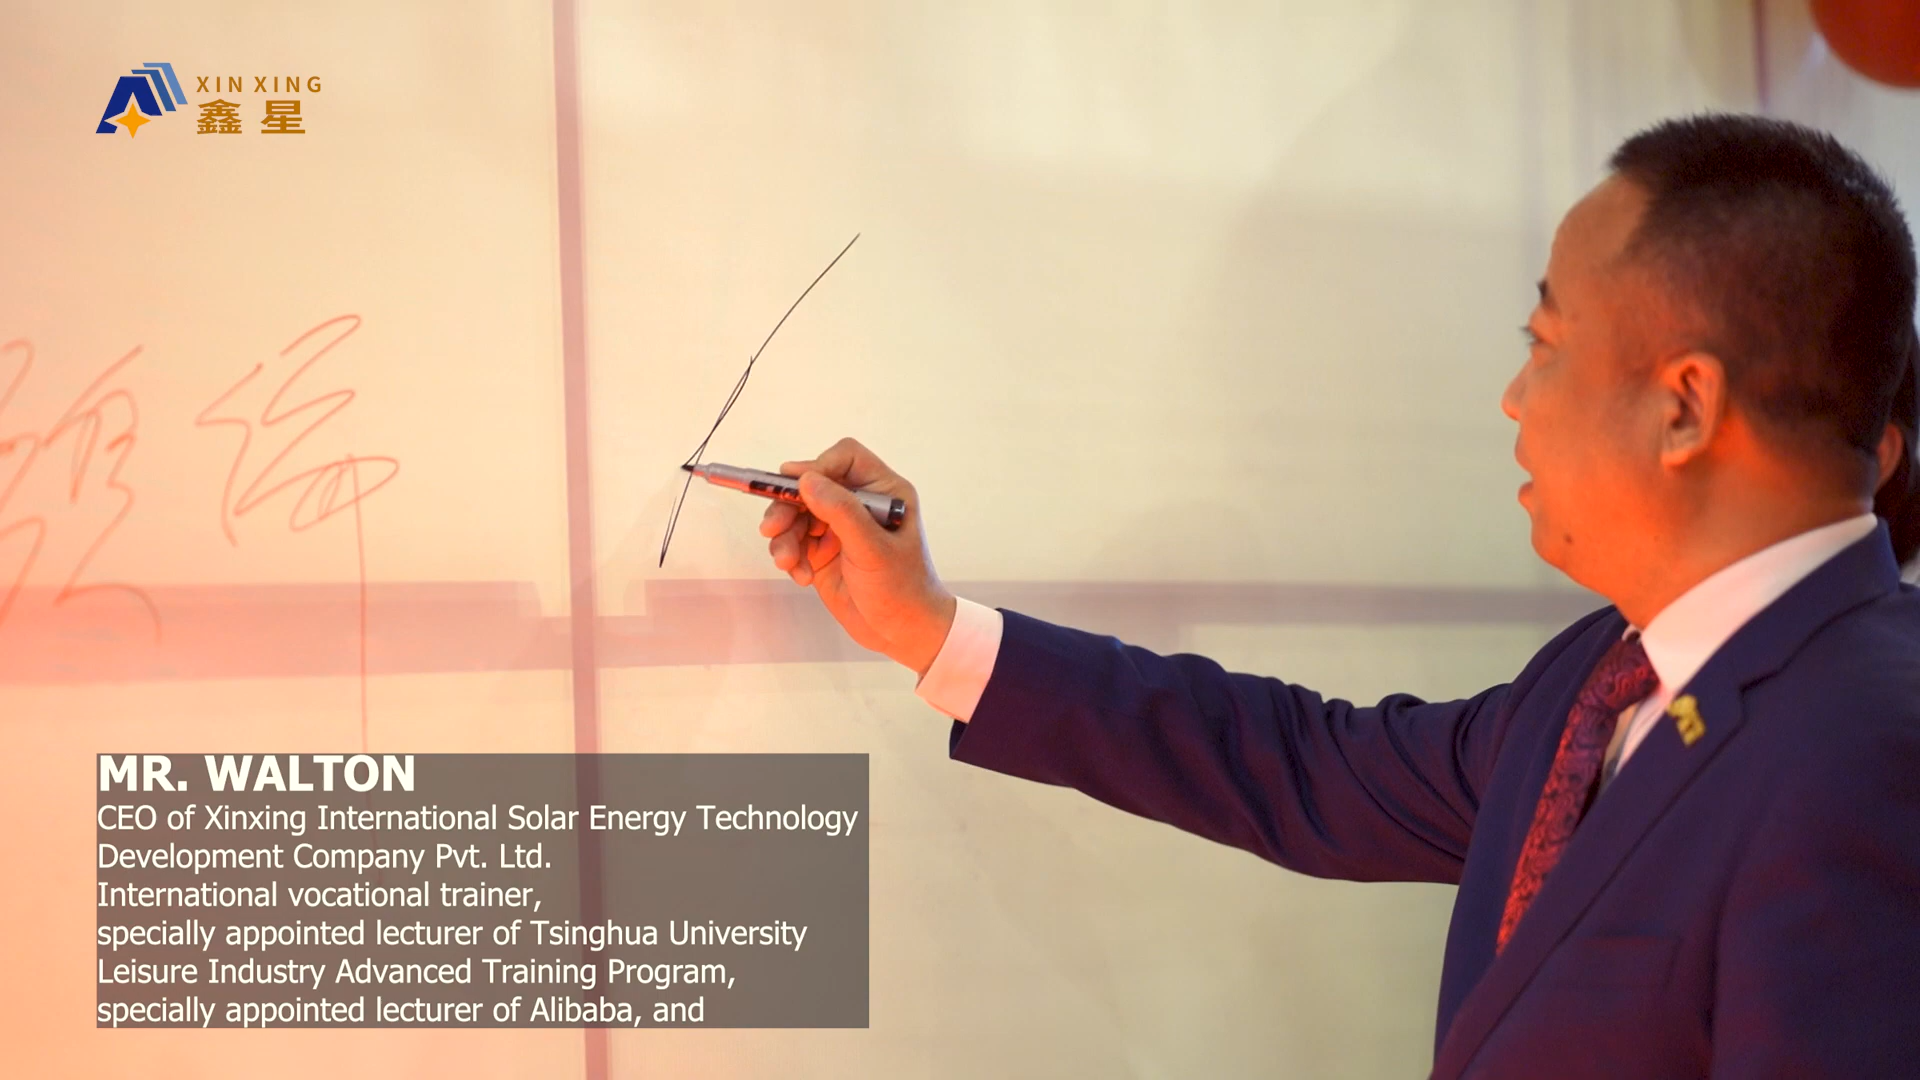 XIN XING
鑫星
MR. WALTON
CEO of Xinxing International Solar Energy Technology
Development Company Pvt. Ltd.
International vocational trainer,
specially appointed lecturer of Tsinghua University
Leisure Industry Advanced Training Program,
specially appointed lecturer of Alibaba, and